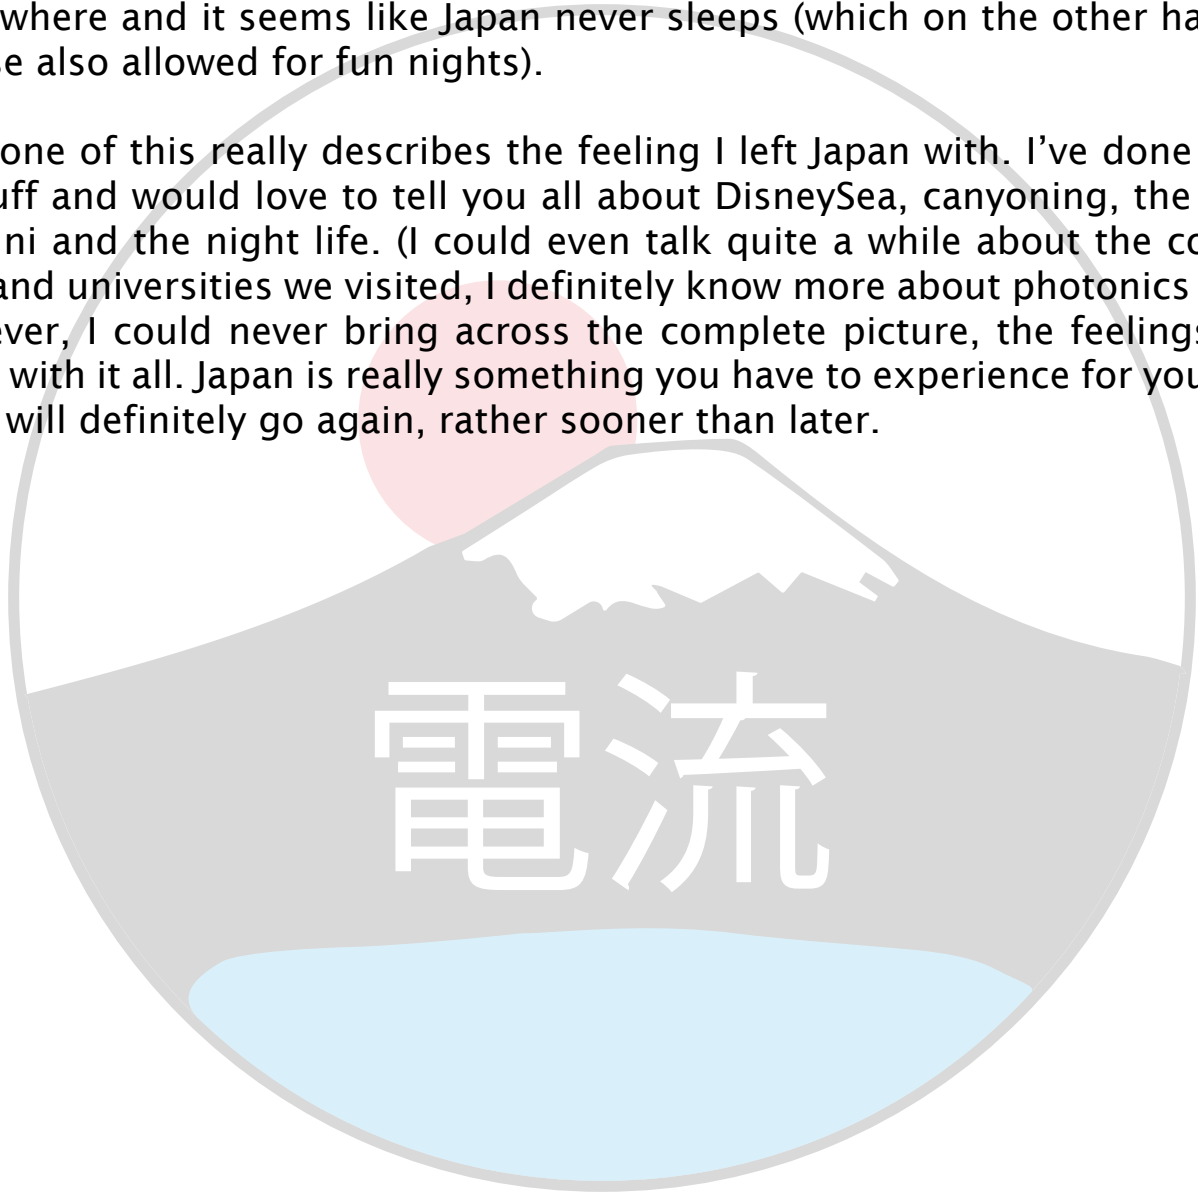 where and it seems like Japan never sleeps (which on the other ha
se also allowed for fun nights).
one of this really describes the feeling I left Japan with. I've done
uff and would love to tell you all about DisneySea, canyoning, the
ni and the night life. (I could even talk quite a while about the co
and universities we visited, I definitely know more about photonics
ever, I could never bring across the complete picture, the feelings
with it all. Japan is really something you have to experience for you
will definitely go again, rather sooner than later.
電流